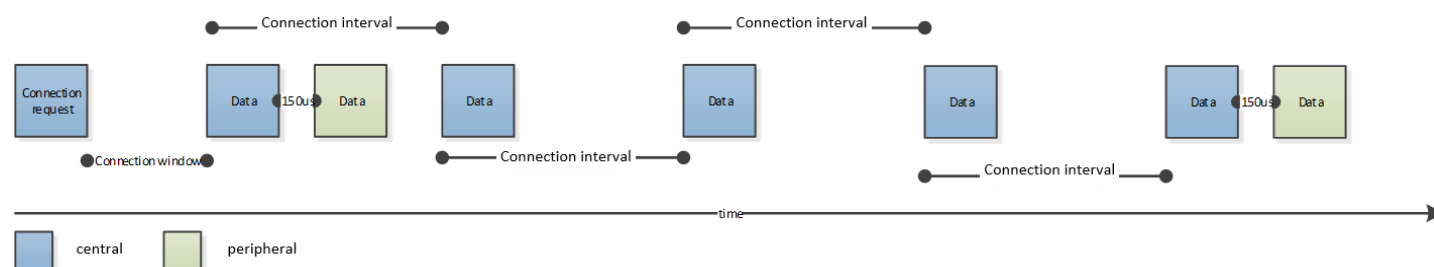 Connection interval
Connection interval
Connection request
Data
150us
Data
Data
Data
Data
Data
150us
Data
Connection window
Connection interval
Connection interval
time
central
peripheral